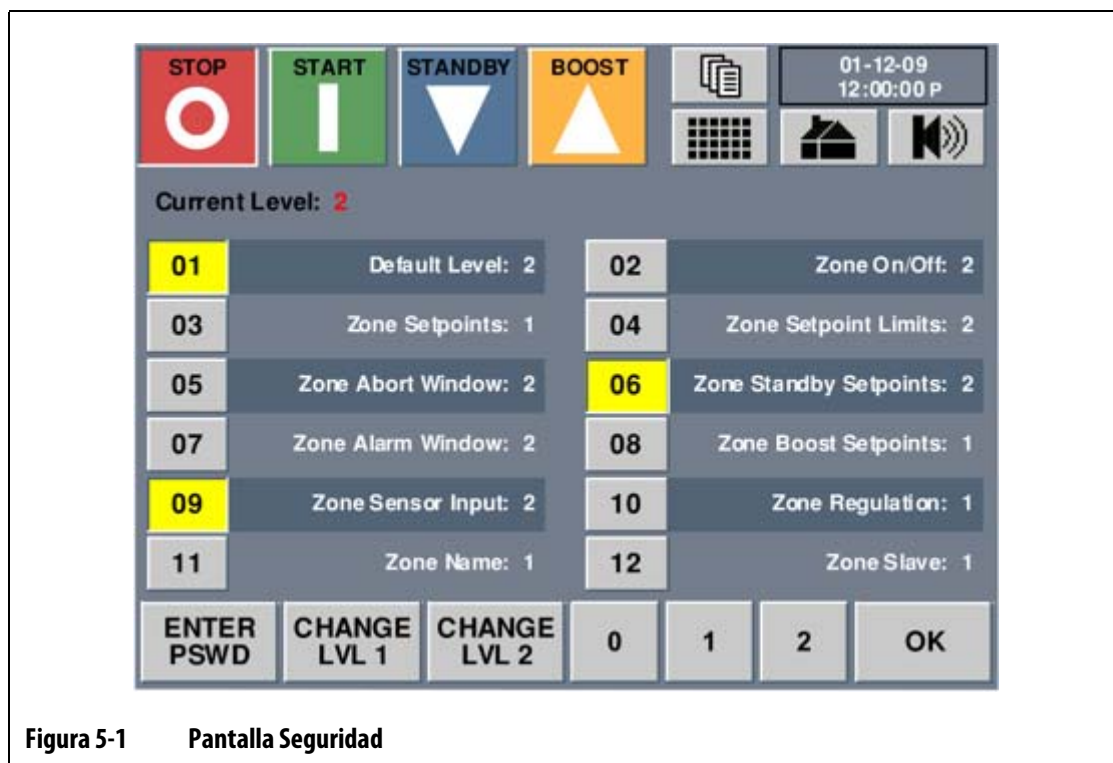 STOP START STANDBY BOOST
01-12-09
12:00:00 P
Current Level: 2
01 Default Level: 2 02 Zone On/Off: 2
03 Zone Setpoints: 1 04 Zone Setpoint Limits: 2
05 Zone Abort Window: 2 06 Zone Standby Setpoints: 2
07 Zone Alarm Window: 2 08 Zone Boost Setpoints: 1
09 Zone Sensor Input: 2 10 Zone Regulation: 1
11 Zone Name: 1 12 Zone Slave: 1
ENTER PSWD CHANGE LVL 1 CHANGE LVL 2 0 1 2 OK
Figura 5-1 Pantalla Seguridad